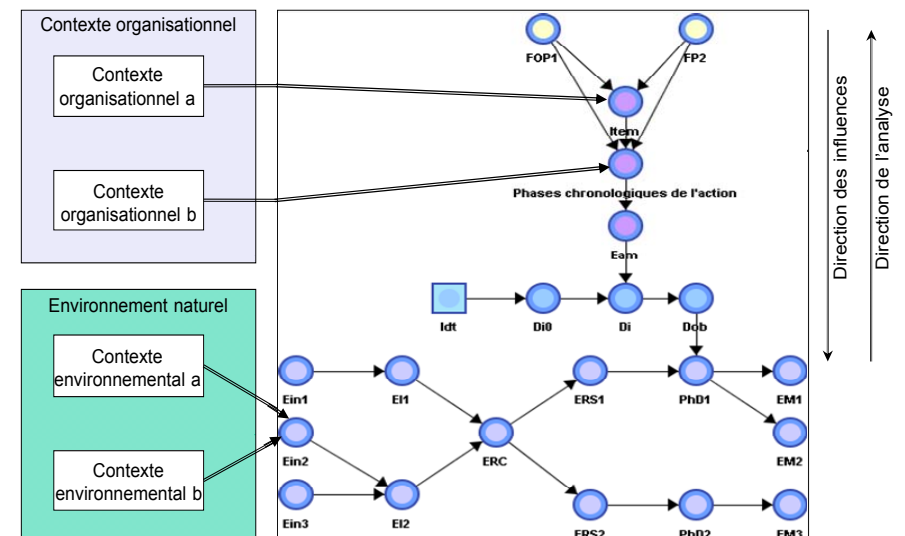 Contexte organisationnel
Contexte
organisationnel a
Contexte
organisationnel b
Environnement naturel
Contexte
environnemental a
Contexte
environnemental b
FOP1
FP2
Item
Phases chronologiques de l'action
Eam
Idt
Di0
Di
Dob
Ein1
EI1
ERS1
PhD1
EM1
Ein2
ERC
EM2
Ein3
EI2
ERS2
PhD2
EM3
Direction des influences
Direction de l'analyse